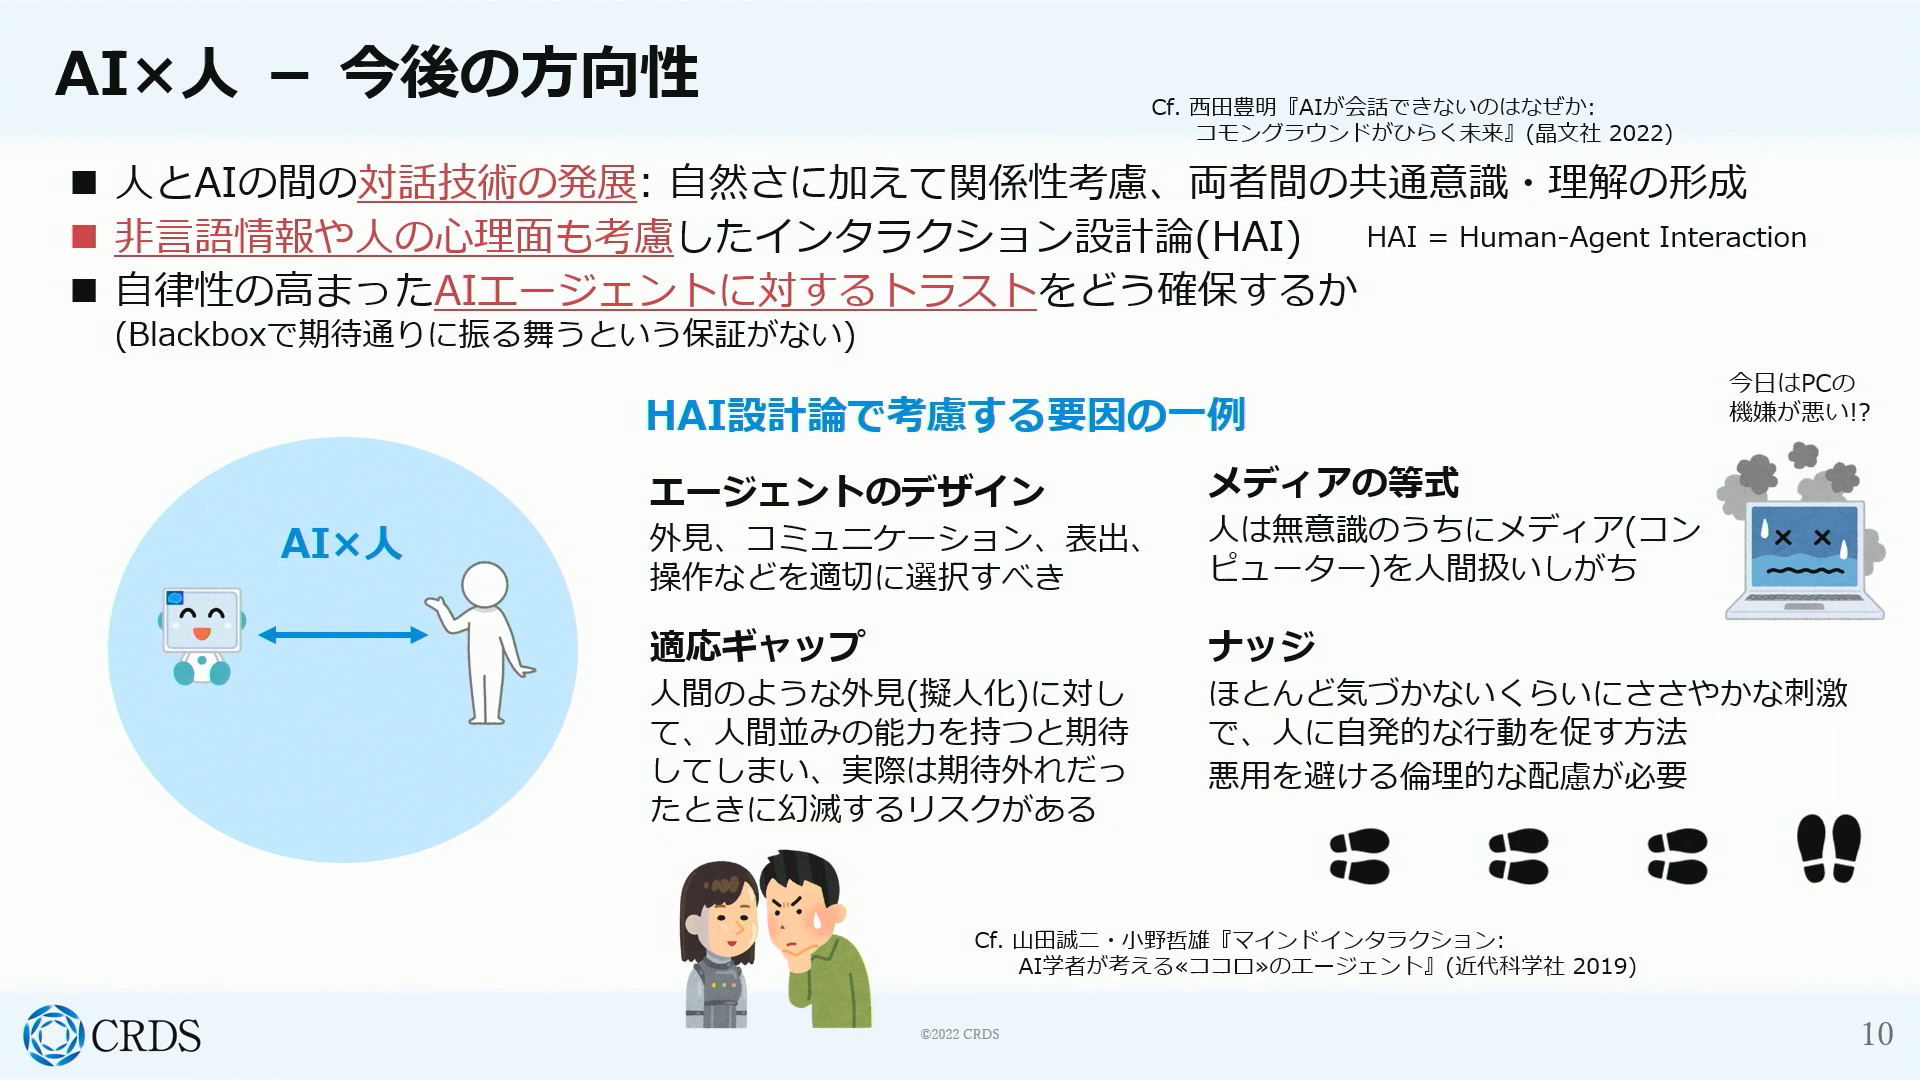 AI×人 － 今後の方向性
Cf. 西田豊明『AIが会話できないのはなぜか:
コモングラウンドがひらく未来』(晶文社 2022)
■ 人とAIの間の対話技術の発展: 自然さに加えて関係性考慮、両者間の共通意識・理解の形成
■ 非言語情報や人の心理面も考慮したインタラクション設計論(HAI) HAI = Human-Agent Interaction
■ 自律性の高まったAIエージェントに対するトラストをどう確保するか
(Blackboxで期待通りに振る舞うという保証がない)
AI×人
HAI設計論で考慮する要因の一例
エージェントのデザイン
外見、コミュニケーション、表出、
操作などを適切に選択すべき
適応ギャップ
人間のような外見(擬人化)に対し
て、人間並みの能力を持つと期待
してしまい、実際は期待外れだっ
たときに幻滅するリスクがある
メディアの等式
人は無意識のうちにメディア(コン
ピューター)を人間扱いしがち
今日はPCの
機嫌が悪い!?
ナッジ
ほとんど気づかないくらいにささやかな刺激
で、人に自発的な行動を促す方法
悪用を避ける倫理的な配慮が必要
Cf. 山田誠二・小野哲雄『マインドインタラクション:
AI学者が考える«ココロ»のエージェント』(近代科学社 2019)
CRDS
©2022 CRDS
10